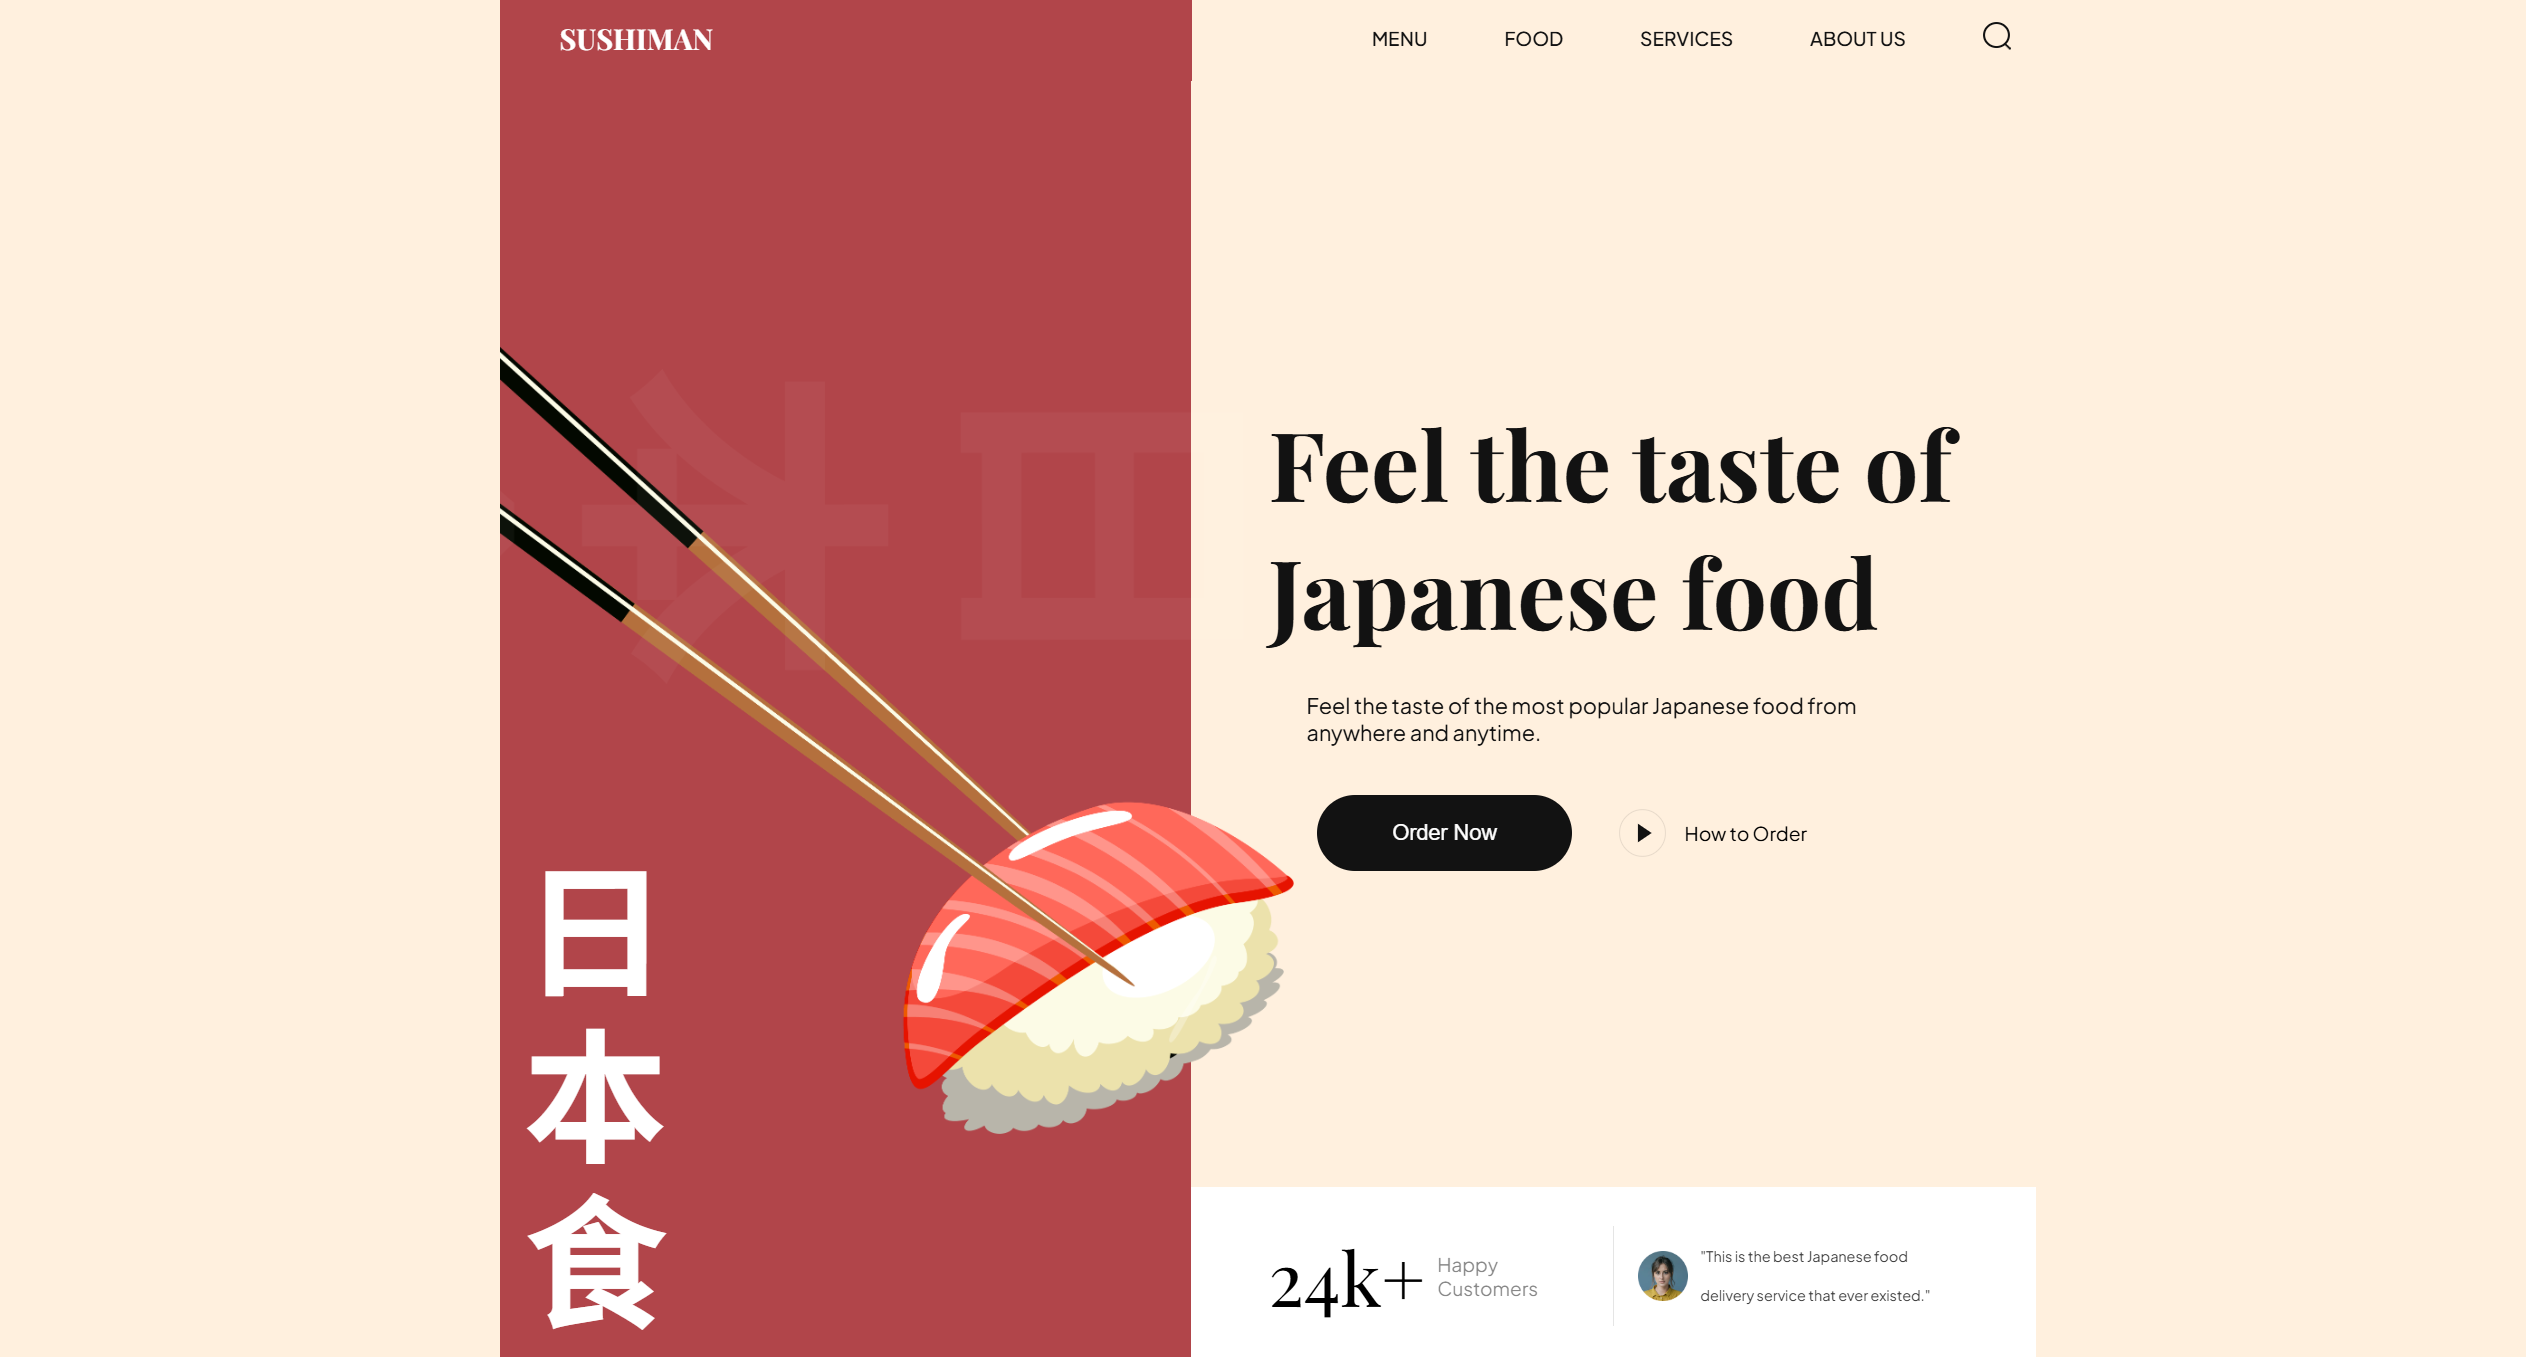 SUSHIMAN
MENU
FOOD
SERVICES
ABOUT US
日
本
Feel the taste of
Japanese food
Feel the taste of the most popular Japanese food from
anywhere and anytime.
Order Now
How to Order
日
本
食
24k+
Happy
Customers
"This is the best Japanese food
delivery service that ever existed."